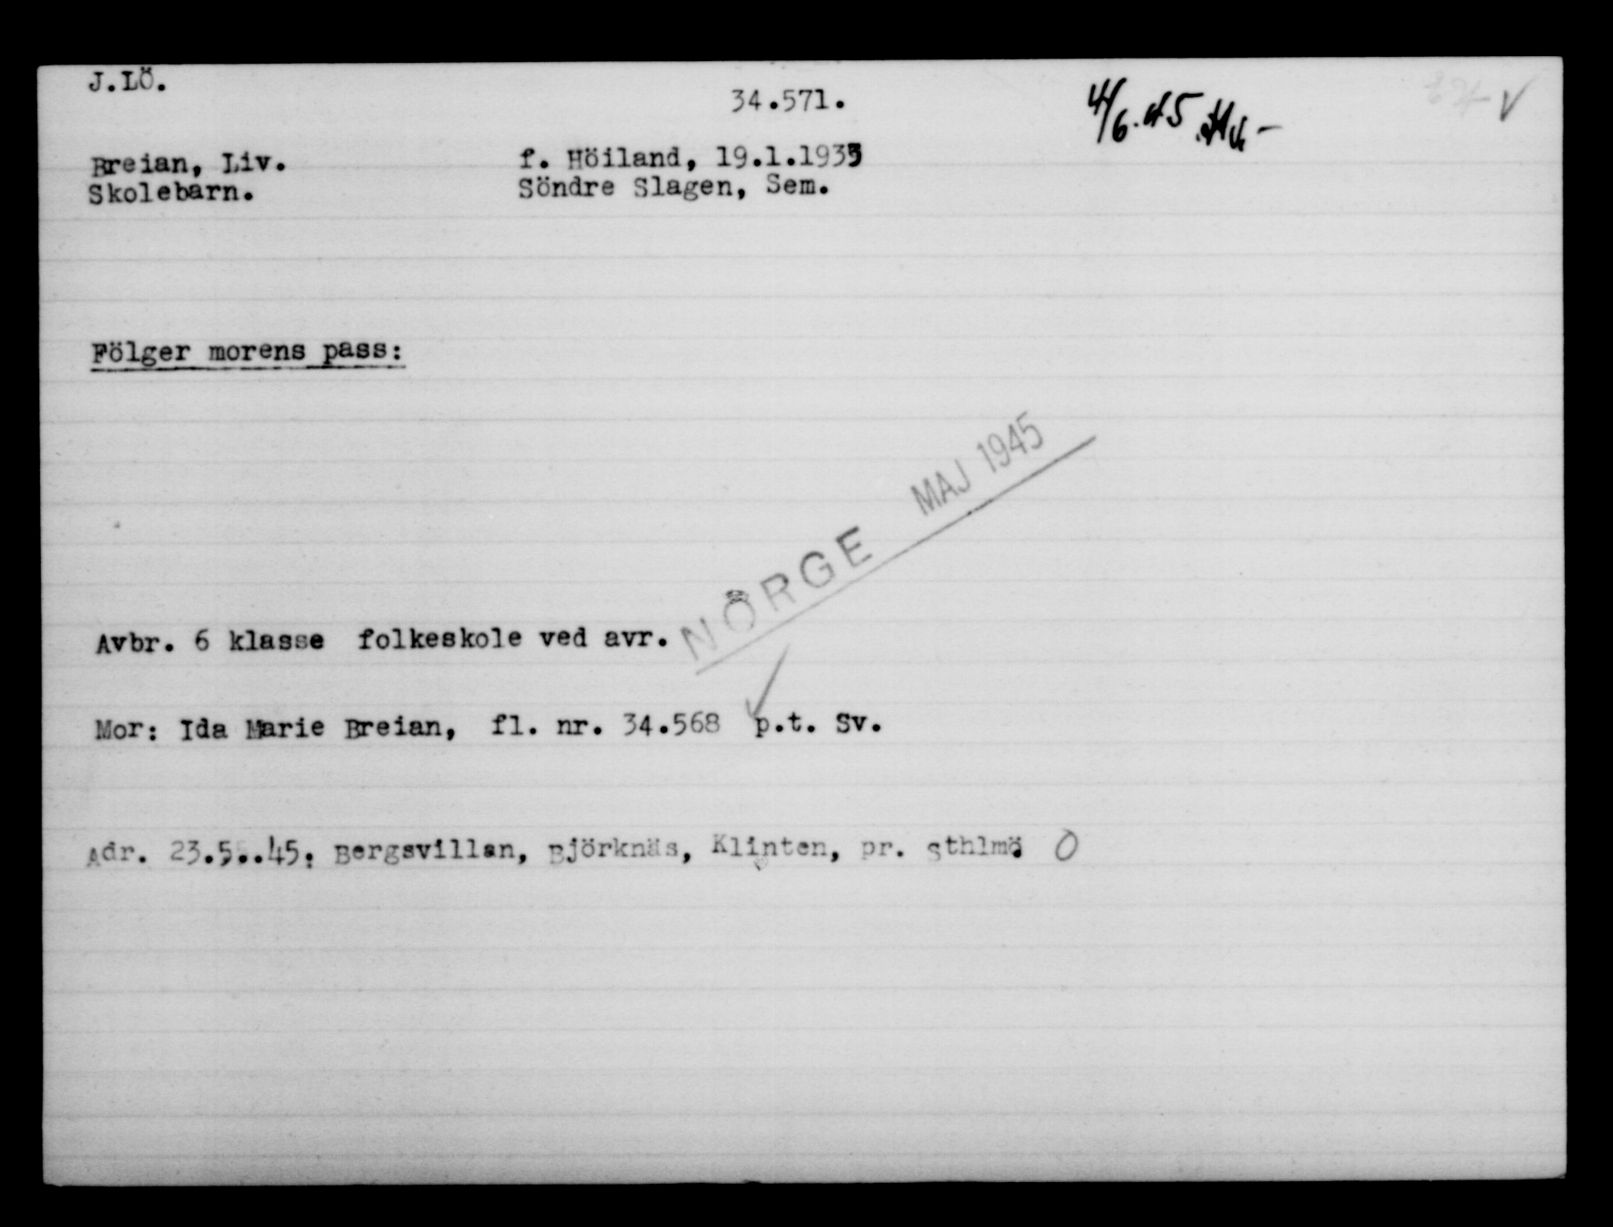 J.LÖ.
34.571.
4/6.45
Breian, Liv.
f. Höiland, 19.1.1933
Skolebarn.
Söndre Slagen, Sem.
Fölger morens pass:
NORGE MAJ 1945
Avbr. 6 klasse folkeskole ved avr.
Mor: Ida Marie Breian, fl. nr. 34.568 p.t. Sv.
Adr. 23.5..45: Bergsvillan, Björknäs, Klinten, pr. Sthlm